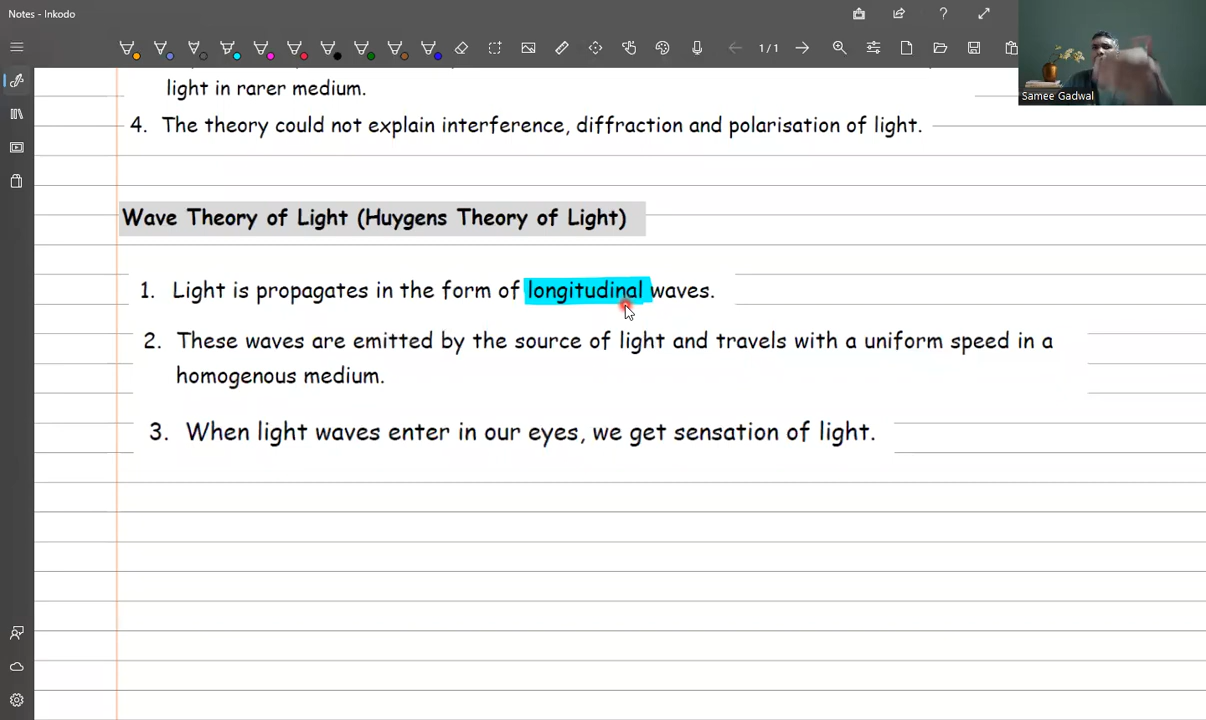 Notes - Inkodo
1/1
Samee Gadwal
light in rarer medium.
4. The theory could not explain interference, diffraction and polarisation of light.
Wave Theory of Light (Huygens Theory of Light)
1. Light is propagates in the form of longitudinal waves.
2. These waves are emitted by the source of light and travels with a uniform speed in a
homogenous medium.
3. When light waves enter in our eyes, we get sensation of light.